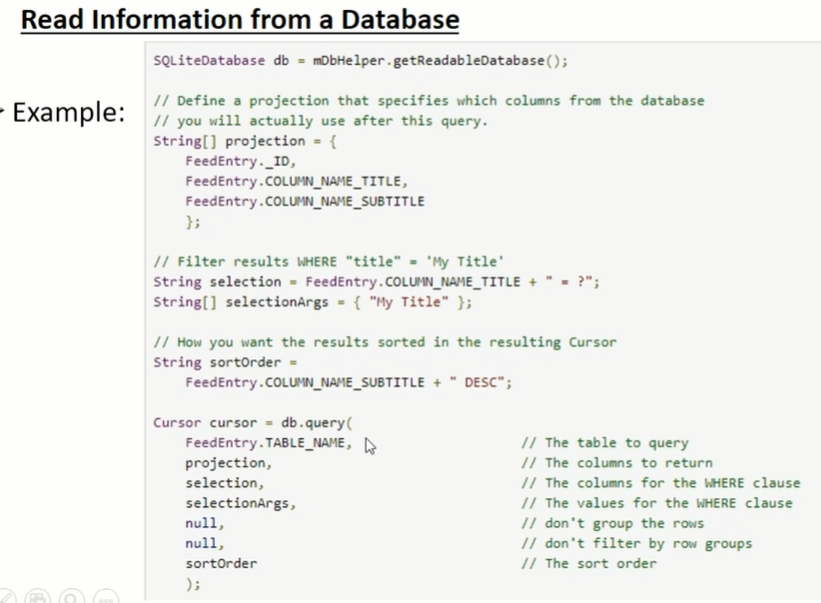 Read Information from a Database
Example:
SQLiteDatabase db = mDbHelper.getReadableDatabase();
// Define a projection that specifies which columns from the database
// you will actually use after this query.
String[] projection = {
FeedEntry._ID,
FeedEntry.COLUMN_NAME_TITLE,
FeedEntry.COLUMN_NAME_SUBTITLE
};
// Filter results WHERE "title" = 'My Title'
String selection = FeedEntry.COLUMN_NAME_TITLE + " = ?";
String[] selectionArgs = { "My Title" };
// How you want the results sorted in the resulting Cursor
String sortOrder =
FeedEntry.COLUMN_NAME_SUBTITLE + " DESC";
Cursor cursor = db.query(
FeedEntry.TABLE_NAME, // The table to query
projection, // The columns to return
selection, // The columns for the WHERE clause
selectionArgs, // The values for the WHERE clause
null, // don't group the rows
null, // don't filter by row groups
sortOrder // The sort order
);